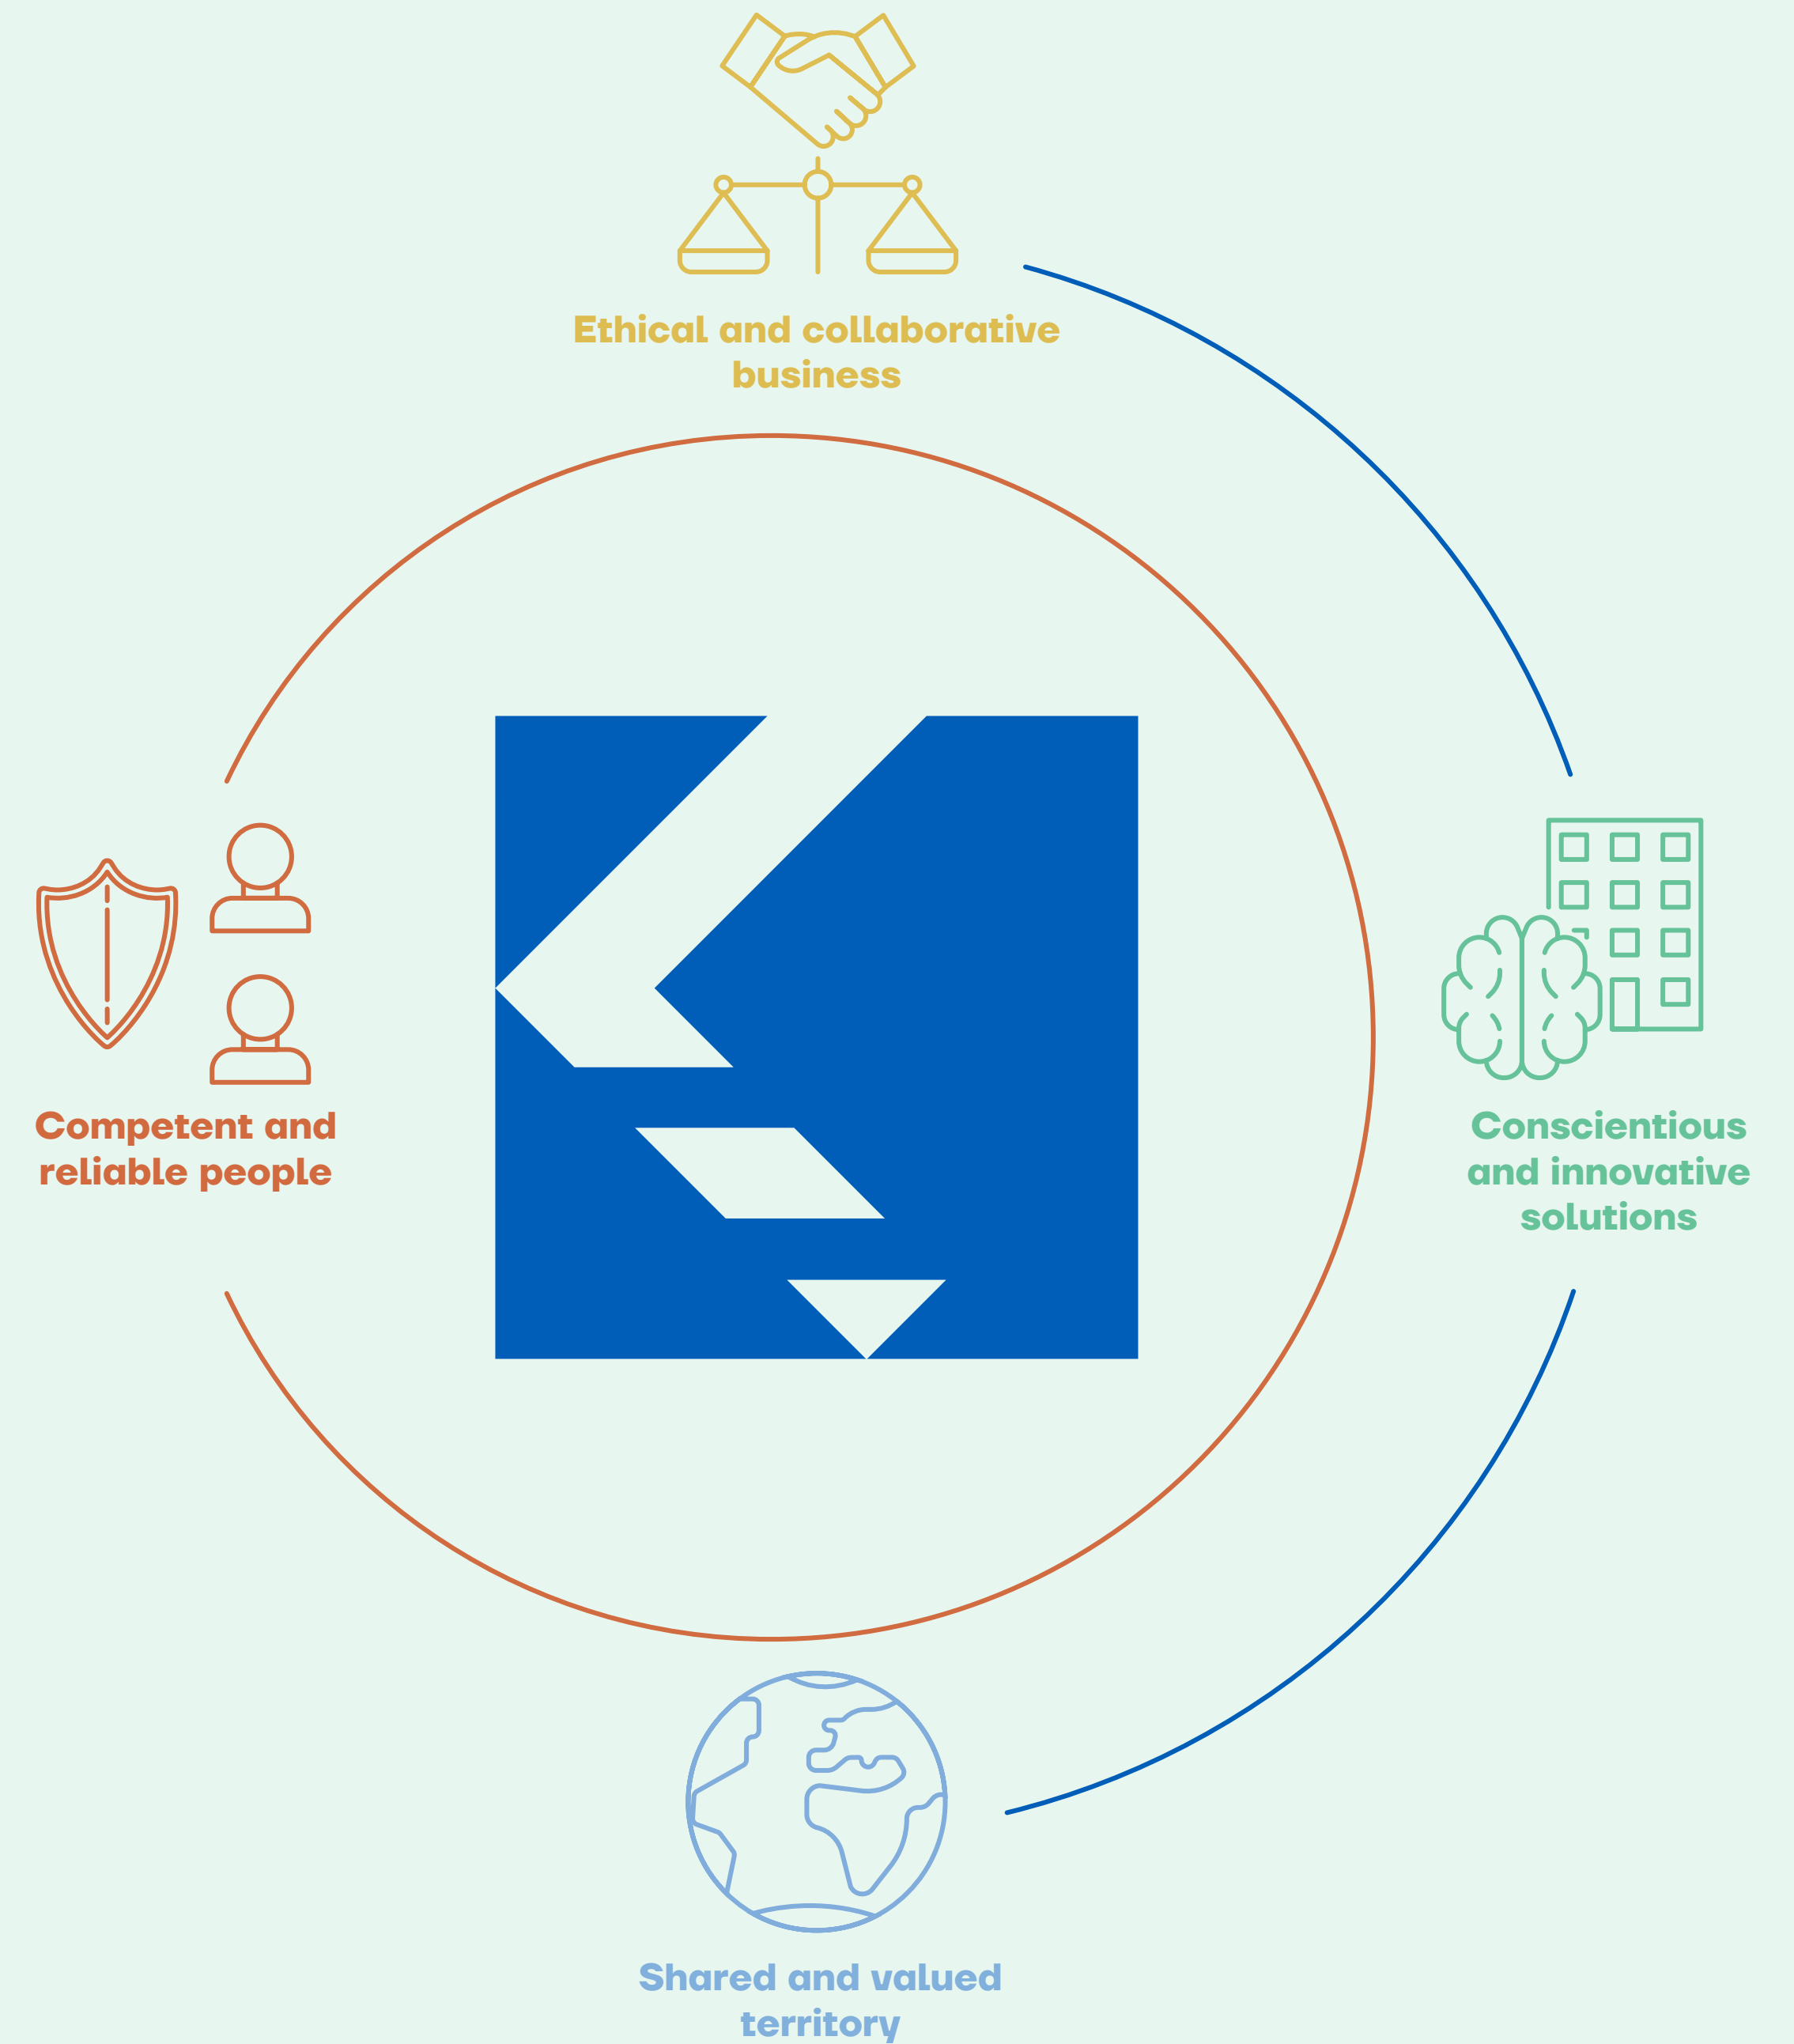 Ethical and collaborative
business
Competent and
reliable people
Conscientious
and innovative
solutions
Shared and valued
territory